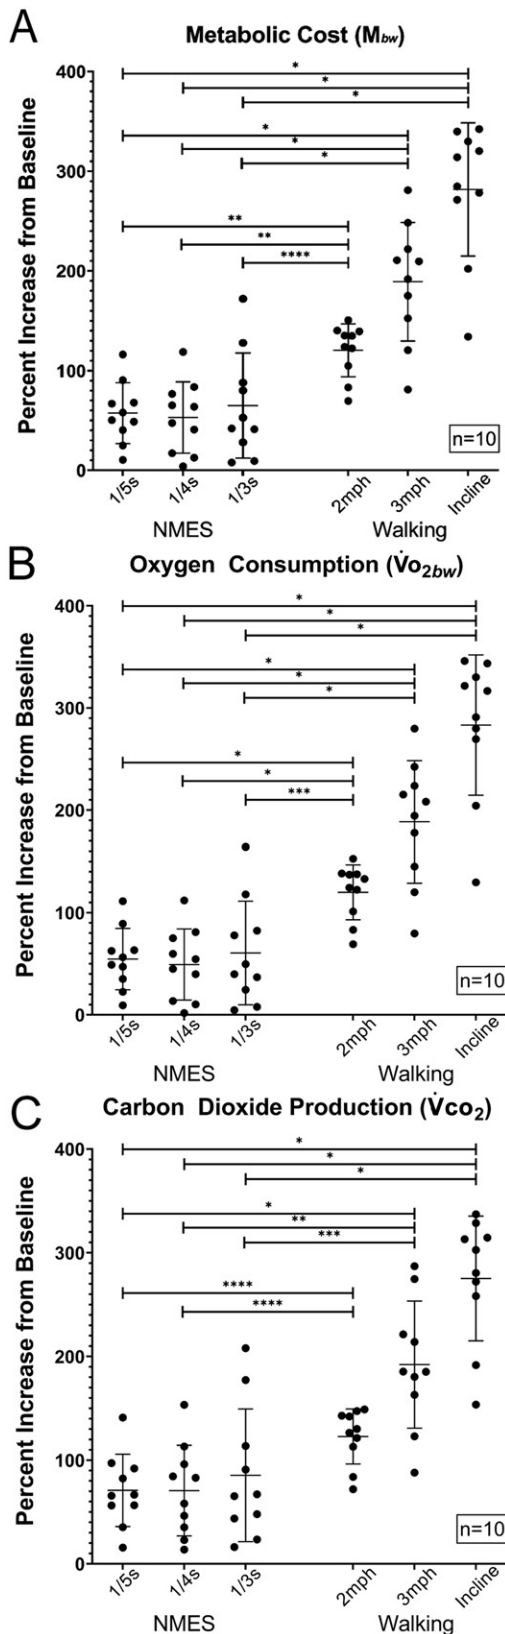 A
Metabolic Cost (Mbw)
Percent Increase from Baseline
400
*
*
*
*
*
300
*
**
**
200
****
100
n=10
0
1/5s 1/4s 1/3s 2mph 3mph Incline
NMES Walking
B
Oxygen Consumption (V̇o2bw)
Percent Increase from Baseline
400
*
*
*
*
*
*
300
*
*
***
200
100
n=10
0
1/5s 1/4s 1/3s 2mph 3mph Incline
NMES Walking
C
Carbon Dioxide Production (V̇co2)
Percent Increase from Baseline
400
*
*
*
*
**
***
300
****
****
200
100
n=10
0
1/5s 1/4s 1/3s 2mph 3mph Incline
NMES Walking